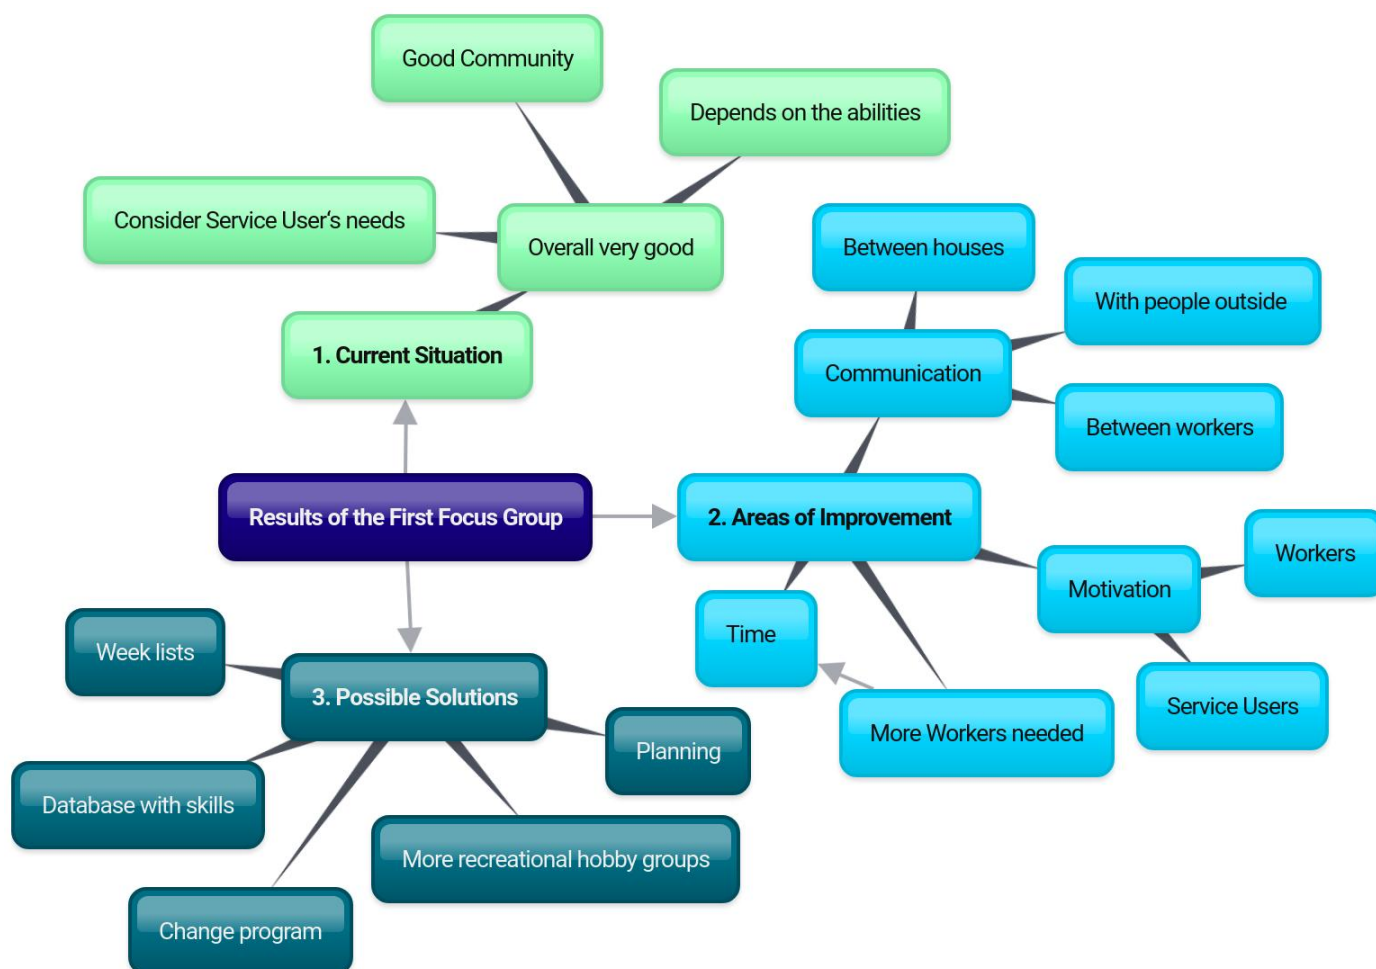 Good Community
Depends on the abilities
Consider Service User‘s needs
Overall very good
1. Current Situation
Between houses
With people outside
Communication
Between workers
Results of the First Focus Group
2. Areas of Improvement
Workers
Motivation
Time
Service Users
More Workers needed
Week lists
3. Possible Solutions
Planning
Database with skills
More recreational hobby groups
Change program